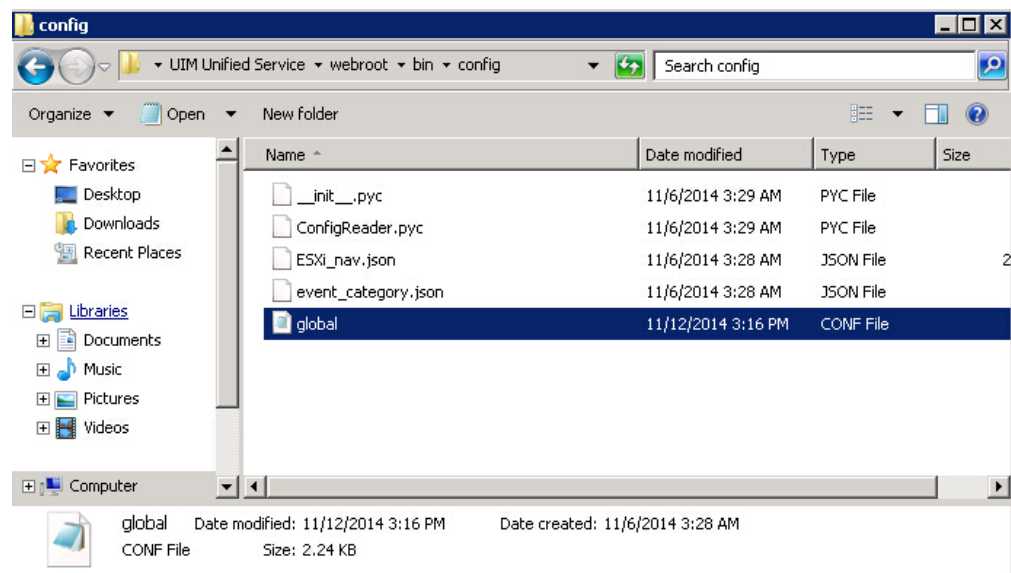 config
UIM Unified Service webroot bin config
Search config
Organize Open New folder
Name Date modified Type Size
Favorites
Desktop
Downloads
Recent Places
Libraries
Documents
Music
Pictures
Videos
Computer
__init__.pyc 11/6/2014 3:29 AM PYC File
ConfigReader.pyc 11/6/2014 3:29 AM PYC File
ESXi_nav.json 11/6/2014 3:28 AM JSON File 2
event_category.json 11/6/2014 3:28 AM JSON File
global 11/12/2014 3:16 PM CONF File
global Date modified: 11/12/2014 3:16 PM Date created: 11/6/2014 3:28 AM
CONF File Size: 2.24 KB